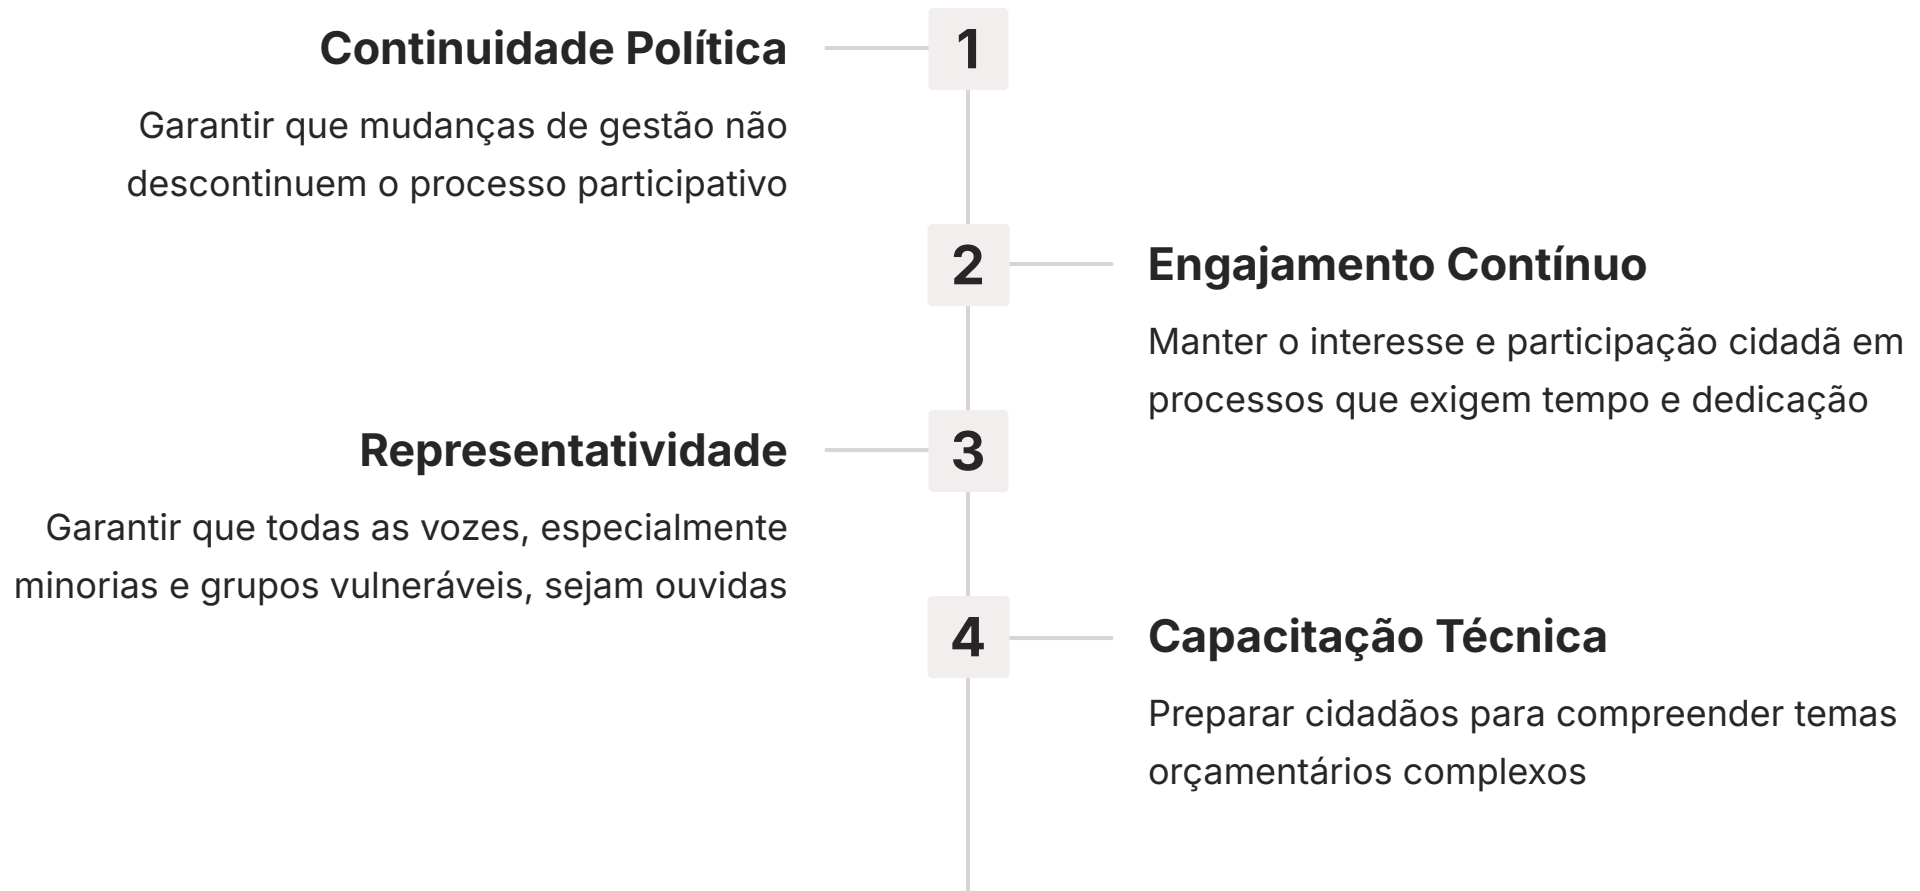 1
Continuidade Política
Garantir que mudanças de gestão não
descontinuem o processo participativo
2
Engajamento Contínuo
Manter o interesse e participação cidadã em
processos que exigem tempo e dedicação
3
Representatividade
Garantir que todas as vozes, especialmente
minorias e grupos vulneráveis, sejam ouvidas
4
Capacitação Técnica
Preparar cidadãos para compreender temas
orçamentários complexos